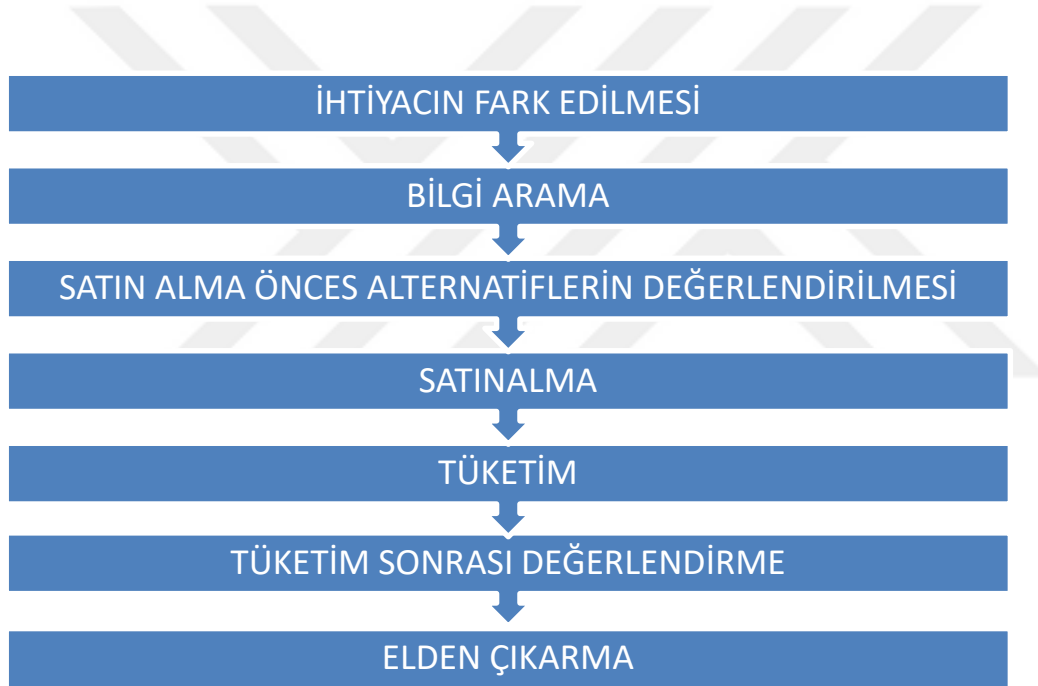 İHTİYACIN FARK EDİLMESİ
BİLGİ ARAMA
SATIN ALMA ÖNCES ALTERNATİFLERİN DEĞERLENDİRİLMESİ
SATINALMA
TÜKETİM
TÜKETİM SONRASI DEĞERLENDİRME
ELDEN ÇIKARMA